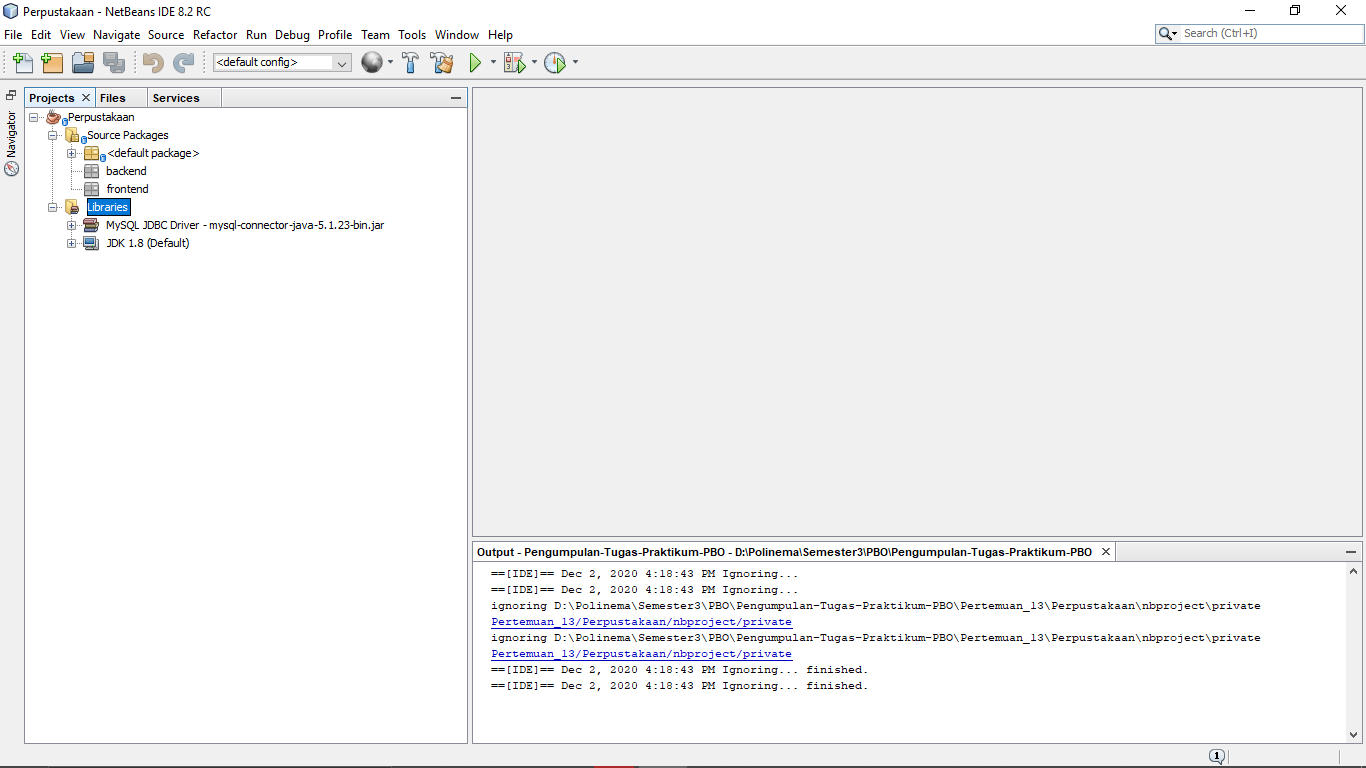 Perpustakaan - NetBeans IDE 8.2 RC
File Edit View Navigate Source Refactor Run Debug Profile Team Tools Window Help
Search (Ctrl+I)
<default config>
Navigator
Projects Files Services
Perpustakaan
Source Packages
<default package>
backend
frontend
Libraries
MySQL JDBC Driver - mysql-connector-java-5.1.23-bin.jar
JDK 1.8 (Default)
Output - Pengumpulan-Tugas-Praktikum-PBO - D:\Polinema\Semester3\PBO\Pengumpulan-Tugas-Praktikum-PBO
==[IDE]== Dec 2, 2020 4:18:43 PM Ignoring...
==[IDE]== Dec 2, 2020 4:18:43 PM Ignoring...
ignoring D:\Polinema\Semester3\PBO\Pengumpulan-Tugas-Praktikum-PBO\Pertemuan_13\Perpustakaan\nbproject\private
Pertemuan_13/Perpustakaan/nbproject/private
ignoring D:\Polinema\Semester3\PBO\Pengumpulan-Tugas-Praktikum-PBO\Pertemuan_13\Perpustakaan\nbproject\private
Pertemuan_13/Perpustakaan/nbproject/private
==[IDE]== Dec 2, 2020 4:18:43 PM Ignoring... finished.
==[IDE]== Dec 2, 2020 4:18:43 PM Ignoring... finished.
1